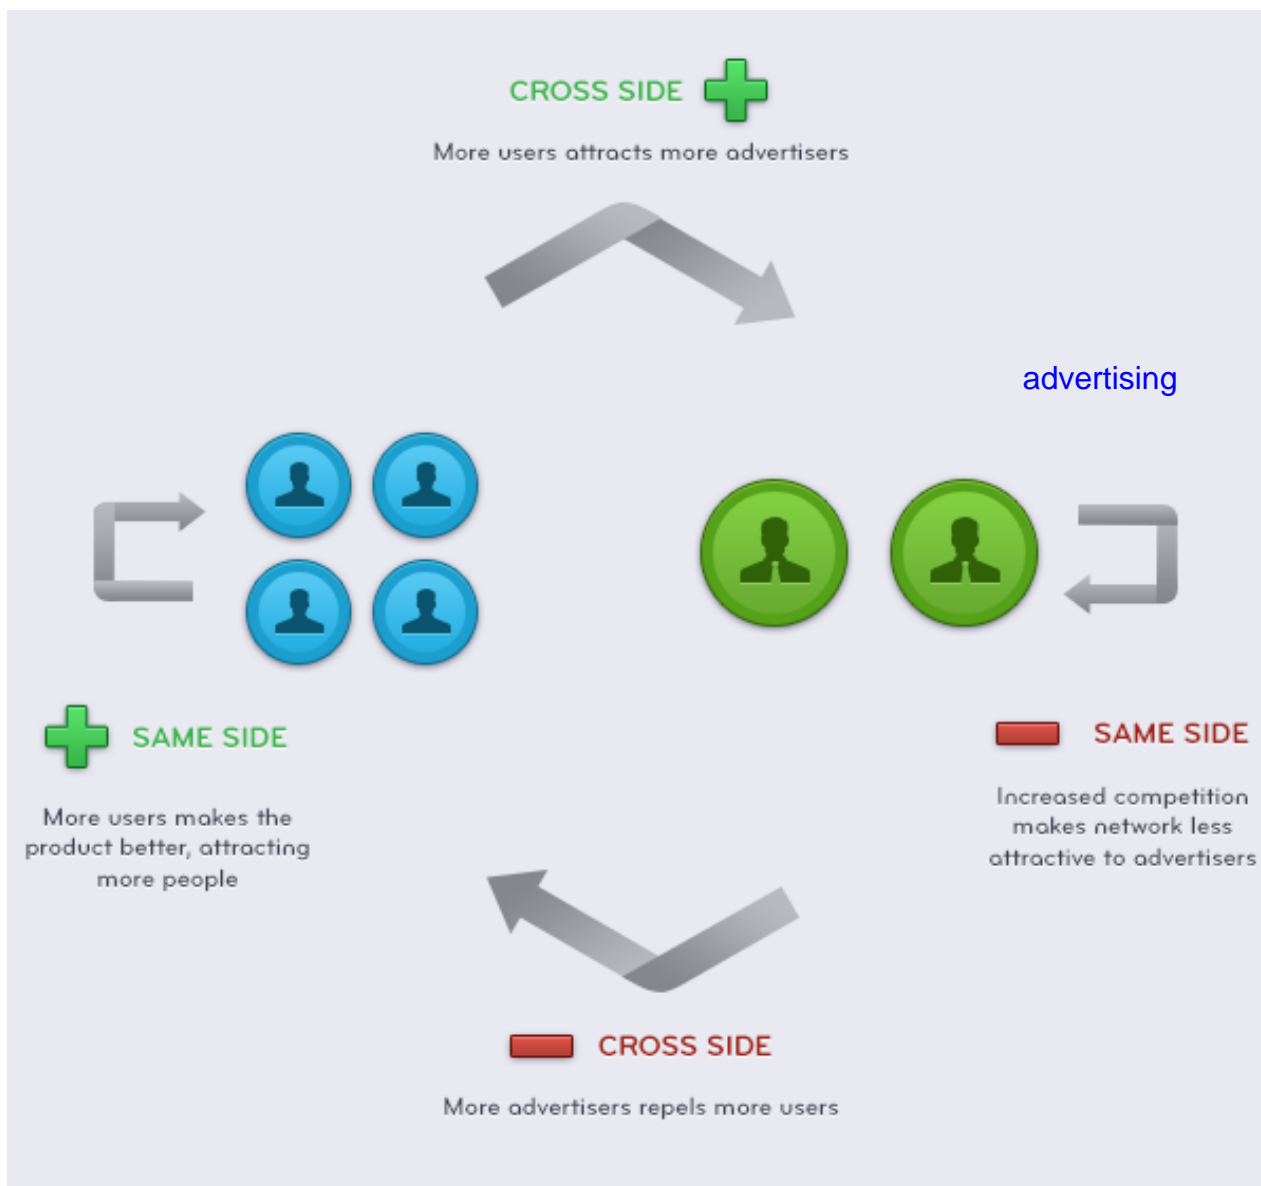 CROSS SIDE
More users attracts more advertisers
advertising
SAME SIDE
More users makes the
product better, attracting
more people
SAME SIDE
Increased competition
makes network less
attractive to advertisers
CROSS SIDE
More advertisers repels more users